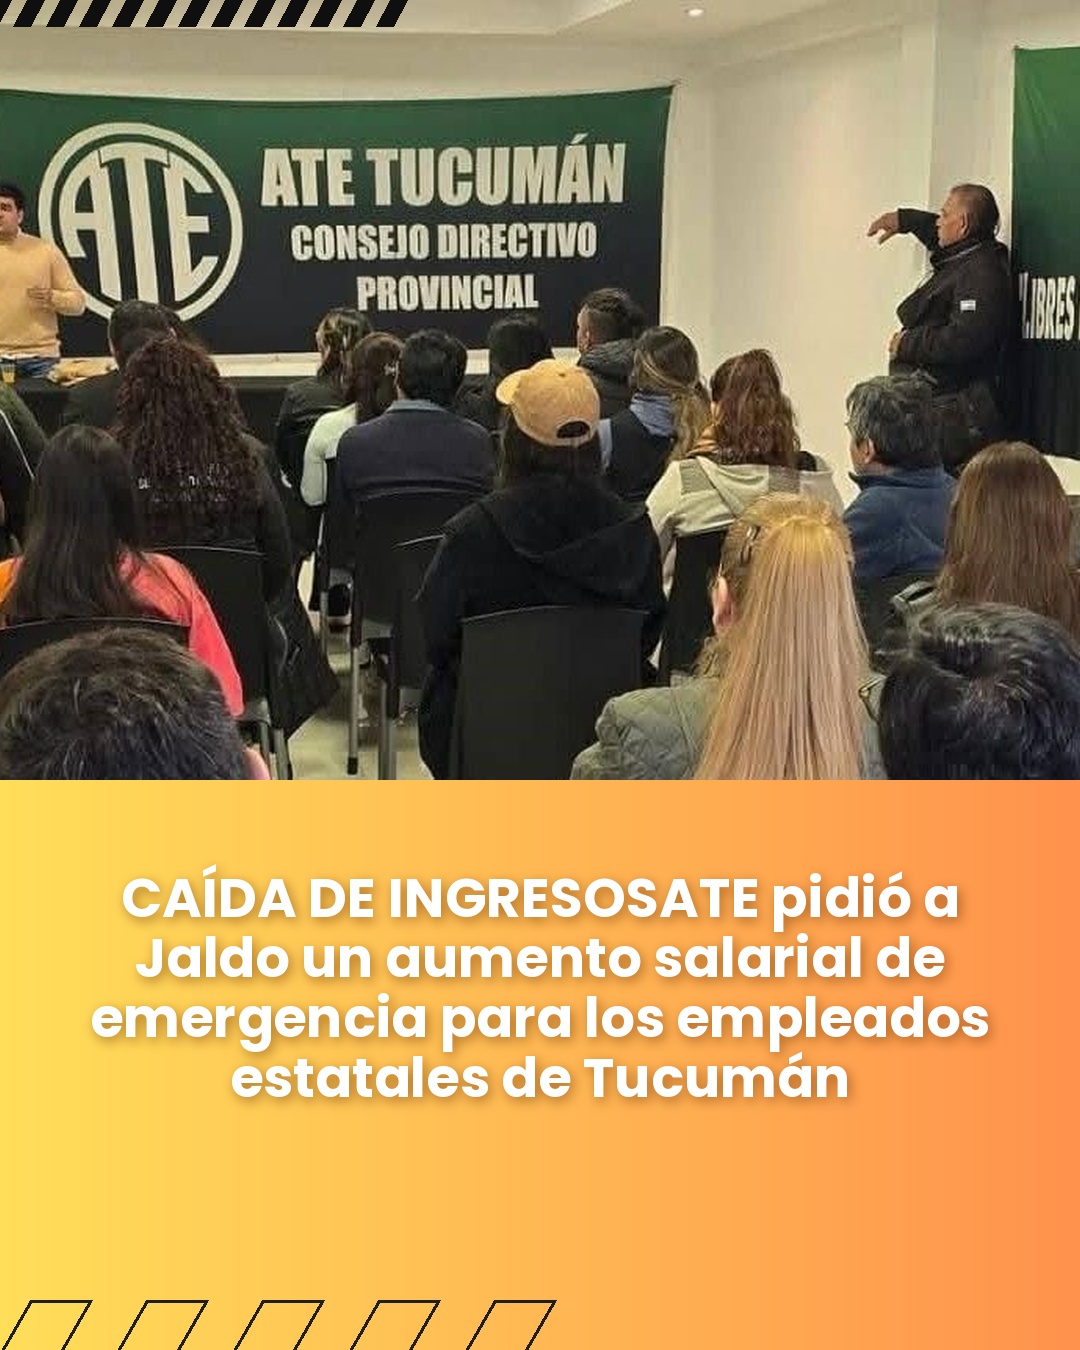 ATE
ATE TUCUMÁN
CONSEJO DIRECTIVO
PROVINCIAL
LIBRES
CAÍDA DE INGRESOSATE pidió a
Jaldo un aumento salarial de
emergencia para los empleados
estatales de Tucumán